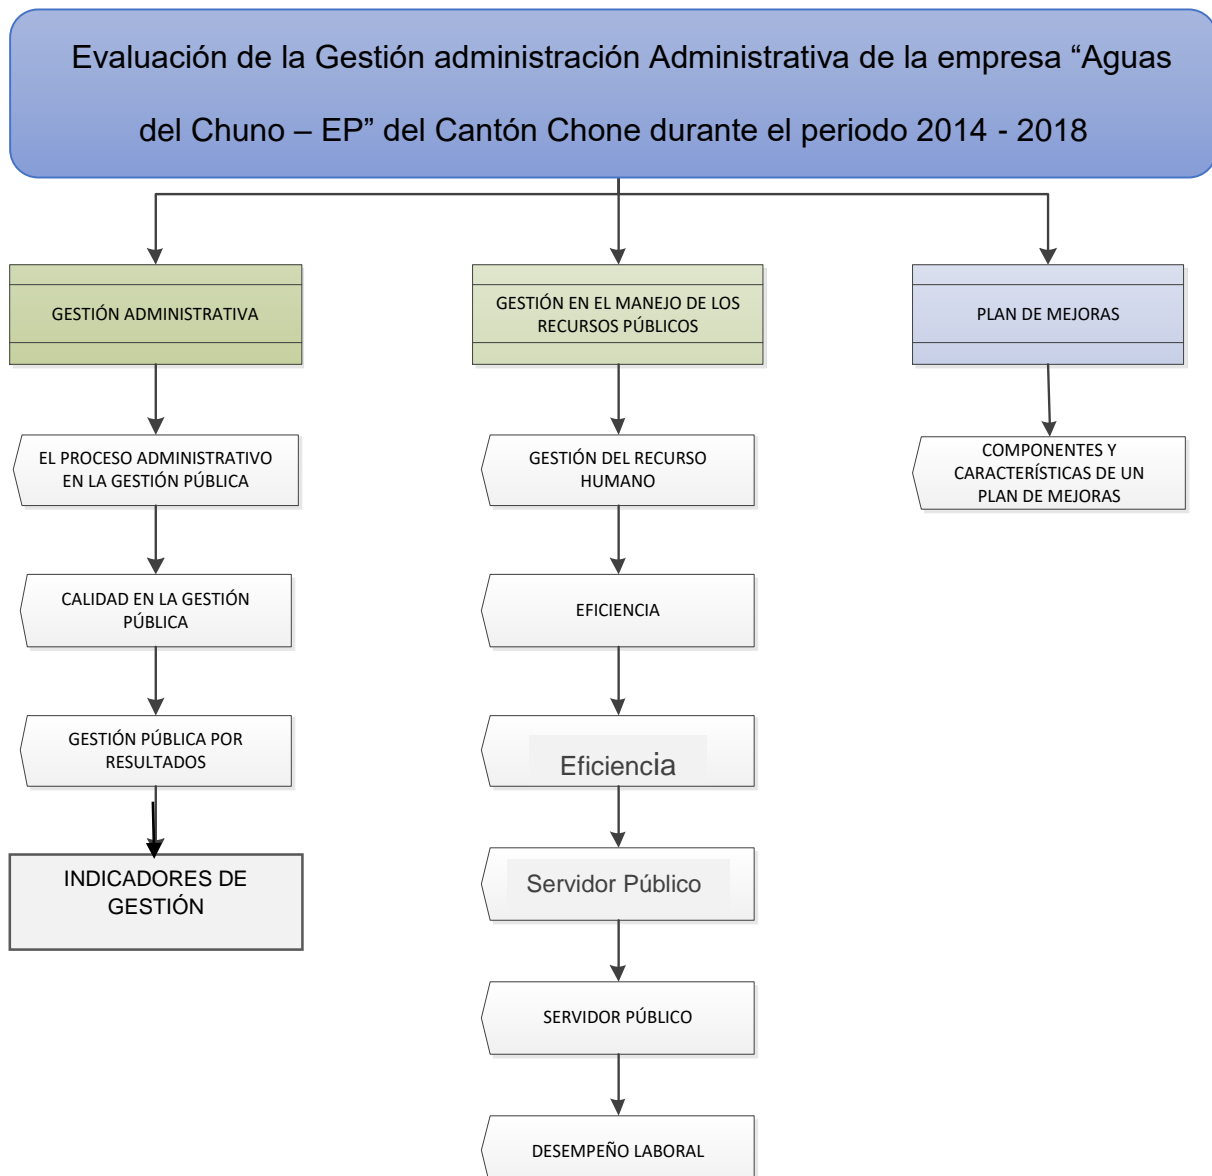 Evaluación de la Gestión administración Administrativa de la empresa “Aguas
del Chuno – EP” del Cantón Chone durante el periodo 2014 - 2018
GESTIÓN ADMINISTRATIVA
EL PROCESO ADMINISTRATIVO
EN LA GESTIÓN PÚBLICA
CALIDAD EN LA GESTIÓN
PÚBLICA
GESTIÓN PÚBLICA POR
RESULTADOS
INDICADORES DE
GESTIÓN
GESTIÓN EN EL MANEJO DE LOS
RECURSOS PÚBLICOS
GESTIÓN DEL RECURSO
HUMANO
EFICIENCIA
Eficiencia
Servidor Público
SERVIDOR PÚBLICO
DESEMPEÑO LABORAL
PLAN DE MEJORAS
COMPONENTES Y
CARACTERÍSTICAS DE UN
PLAN DE MEJORAS